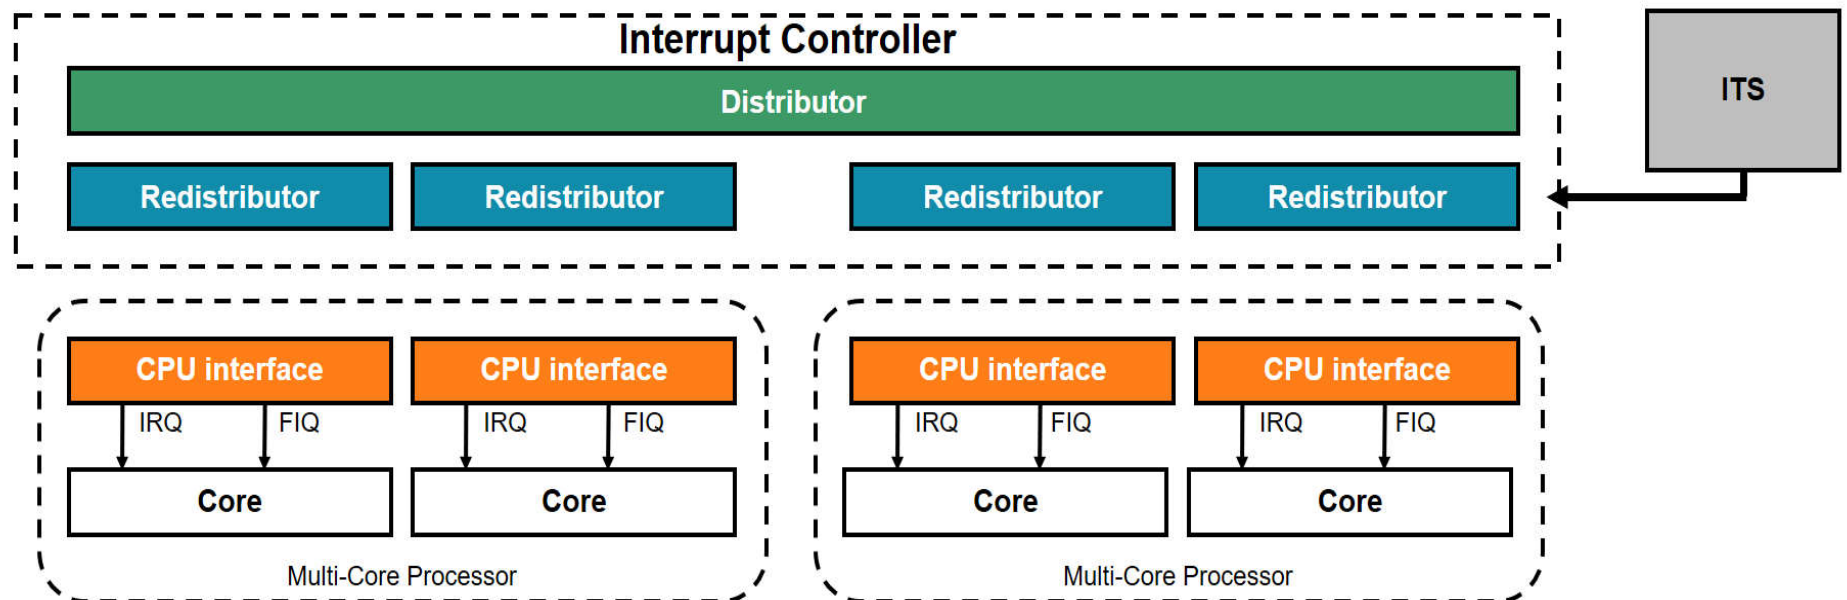 Interrupt Controller
ITS
Distributor
Redistributor Redistributor Redistributor Redistributor
CPU interface CPU interface CPU interface CPU interface
IRQ FIQ IRQ FIQ IRQ FIQ IRQ FIQ
Core Core Core Core
Multi-Core Processor Multi-Core Processor